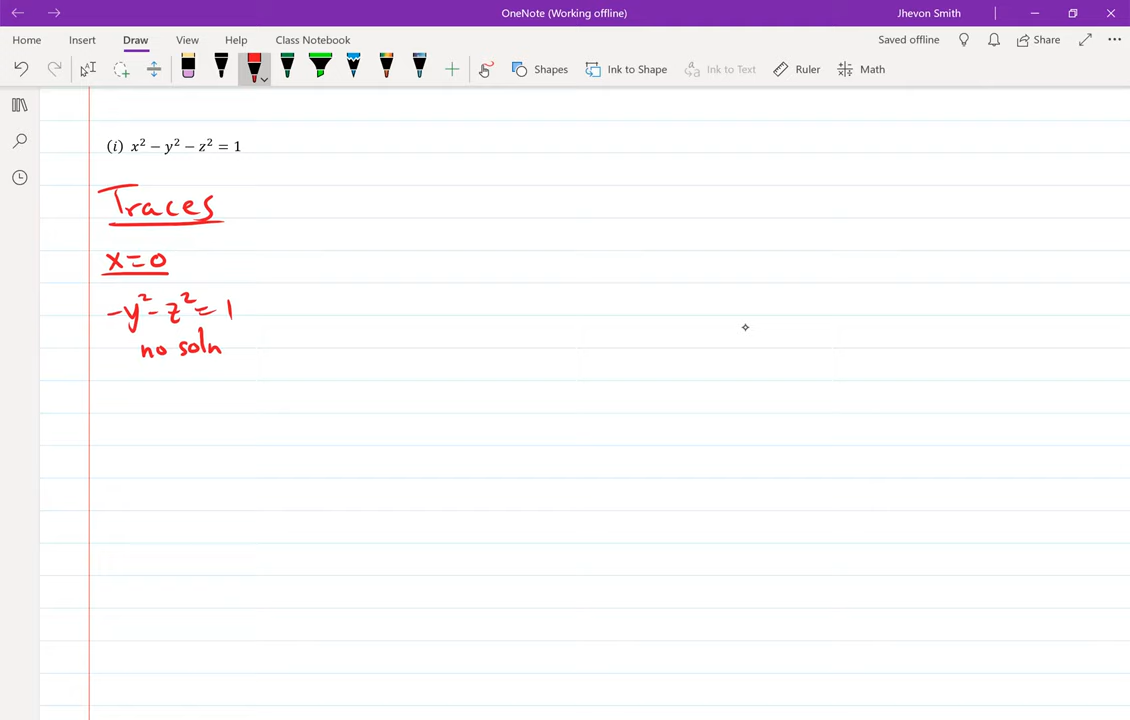 OneNote (Working offline)
Jhevon Smith
Home Insert Draw View Help Class Notebook
Saved offline
Share
Shapes
Ink to Shape
Ink to Text
Ruler
Math
(i) x² − y² − z² = 1
Traces
x=0
-y²-z²=1
no soln